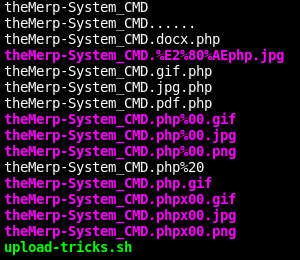 theMerp-System_CMD
theMerp-System_CMD......
theMerp-System_CMD.docx.php
theMerp-System_CMD.%E2%80%AEphp.jpg
theMerp-System_CMD.gif.php
theMerp-System_CMD.jpg.php
theMerp-System_CMD.pdf.php
theMerp-System_CMD.php%00.gif
theMerp-System_CMD.php%00.jpg
theMerp-System_CMD.php%00.png
theMerp-System_CMD.php%20
theMerp-System_CMD.php.gif
theMerp-System_CMD.phpx00.gif
theMerp-System_CMD.phpx00.jpg
theMerp-System_CMD.phpx00.png
upload-tricks.sh